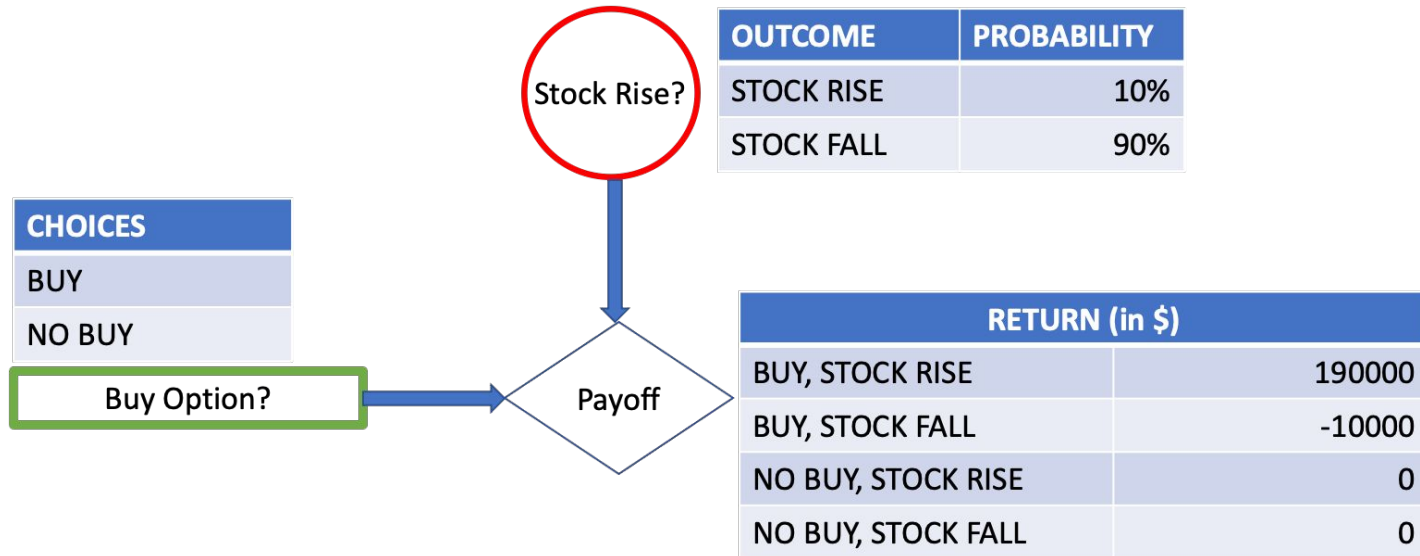 Stock Rise?
OUTCOME PROBABILITY
STOCK RISE 10%
STOCK FALL 90%
CHOICES
BUY
NO BUY
Buy Option?
Payoff
RETURN (in $)
BUY, STOCK RISE 190000
BUY, STOCK FALL -10000
NO BUY, STOCK RISE 0
NO BUY, STOCK FALL 0